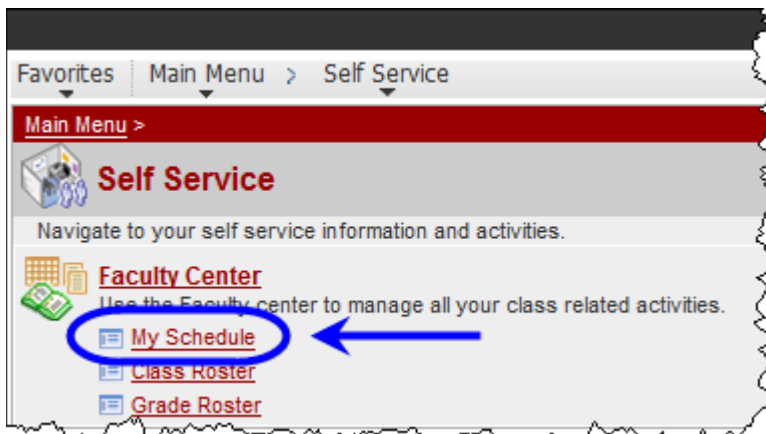 Favorites Main Menu > Self Service
Main Menu >
Self Service
Navigate to your self service information and activities.
Faculty Center
Use the Faculty center to manage all your class related activities.
My Schedule
Class Roster
Grade Roster